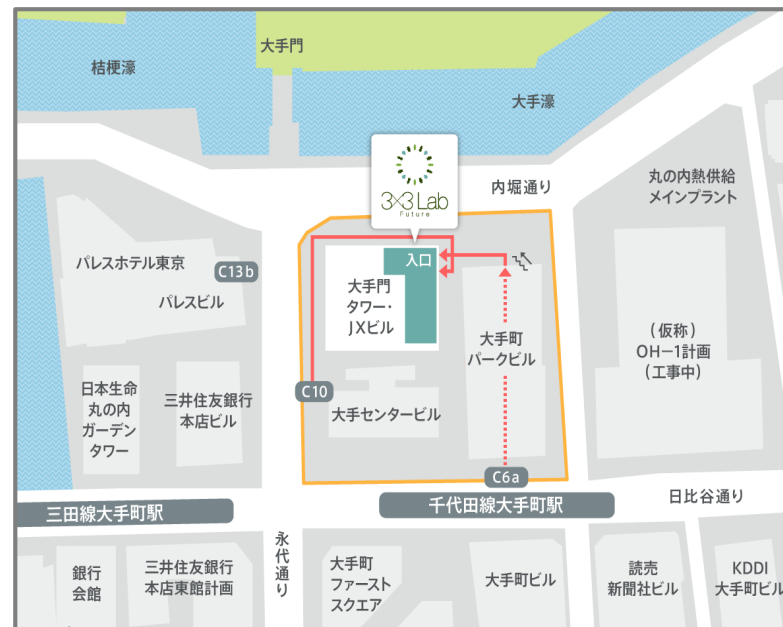 大手門
桔梗濠
大手濠
3×3 Lab
Future
内堀通り
丸の内熱供給
メインプラント
パレスホテル東京
C13b
パレスビル
入口
大手門
タワー・
JXビル
大手町
パークビル
(仮称)
OH－1計画
(工事中)
日本生命
丸の内
ガーデン
タワー
三井住友銀行
本店ビル
C10
大手センタービル
C6a
三田線大手町駅
千代田線大手町駅
日比谷通り
永代通り
銀行
会館
三井住友銀行
本店東館計画
大手町
ファースト
スクエア
大手町ビル
読売
新聞社ビル
KDDI
大手町ビル